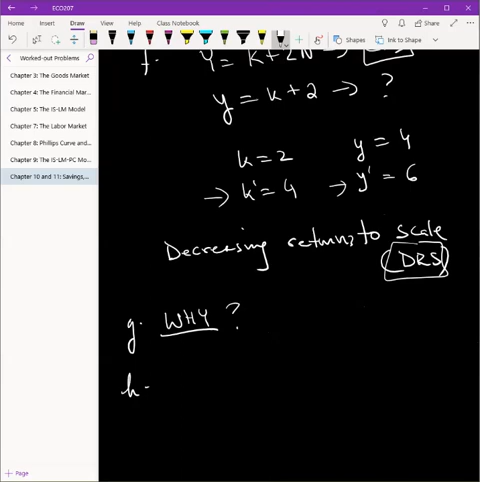 ECO207
Home Insert Draw View Help Class Notebook Share
Shapes Ink to Shape
Worked-out Problems
Chapter 3: The Goods Market
Chapter 4: The Financial Mar...
Chapter 5: The IS-LM Model
Chapter 7: The Labor Market
Chapter 8: Phillips Curve and...
Chapter 9: The IS-LM-PC Mo...
Chapter 10 and 11: Savings,...
f. Y = K + 2N →
y = k + 2 → ?
k = 2 y = 4
→ k' = 4 → y' = 6
Decreasing returns to scale
(DRS)
g. WHY ?
h.
+ Page